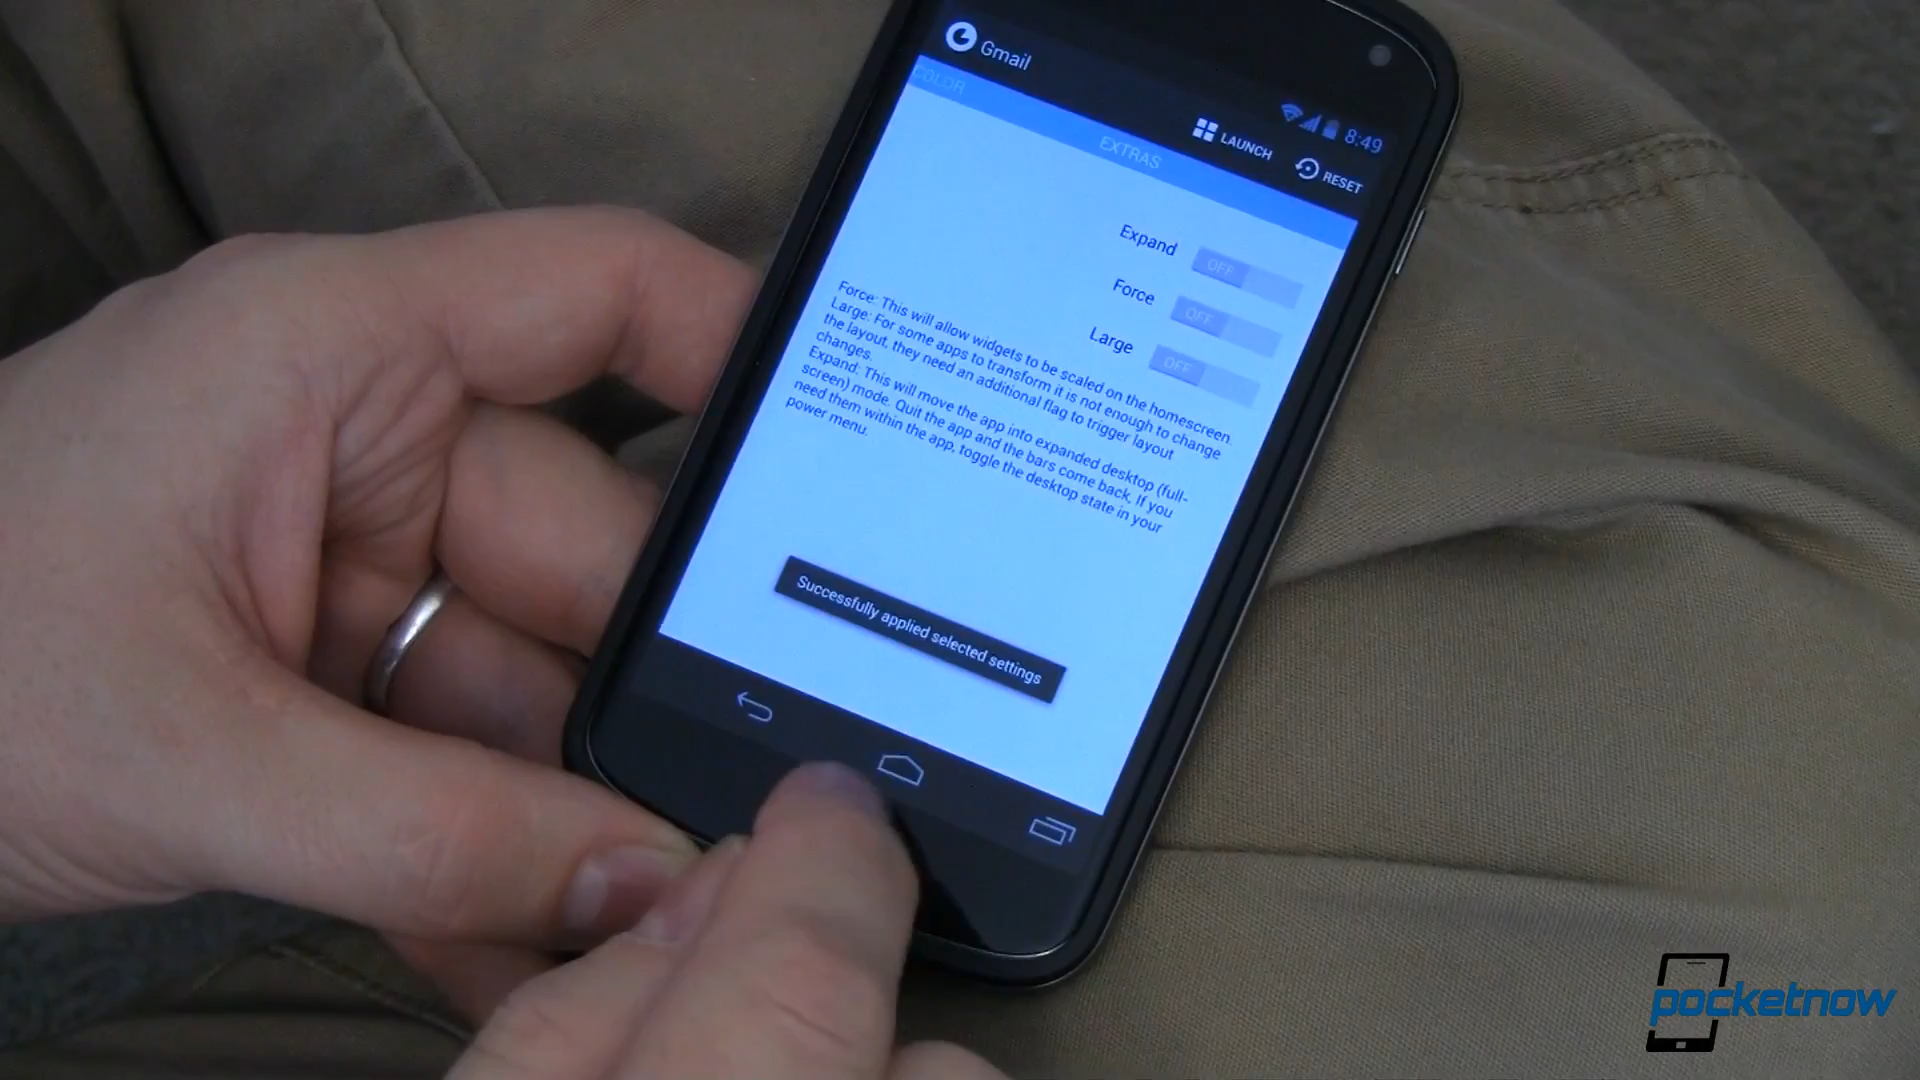 Gmail
8:49
LAUNCH
RESET
COLOR
EXTRAS
Expand OFF
Force OFF
Large OFF
Force: This will allow widgets to be scaled on the homescreen.
Large: For some apps to transform it is not enough to change
the layout, they need an additional flag to trigger layout
changes.
Expand: This will move the app into expanded desktop (full-
screen) mode. Quit the app and the bars come back. If you
need them within the app, toggle the desktop state in your
power menu.
Successfully applied selected settings
pocketnow